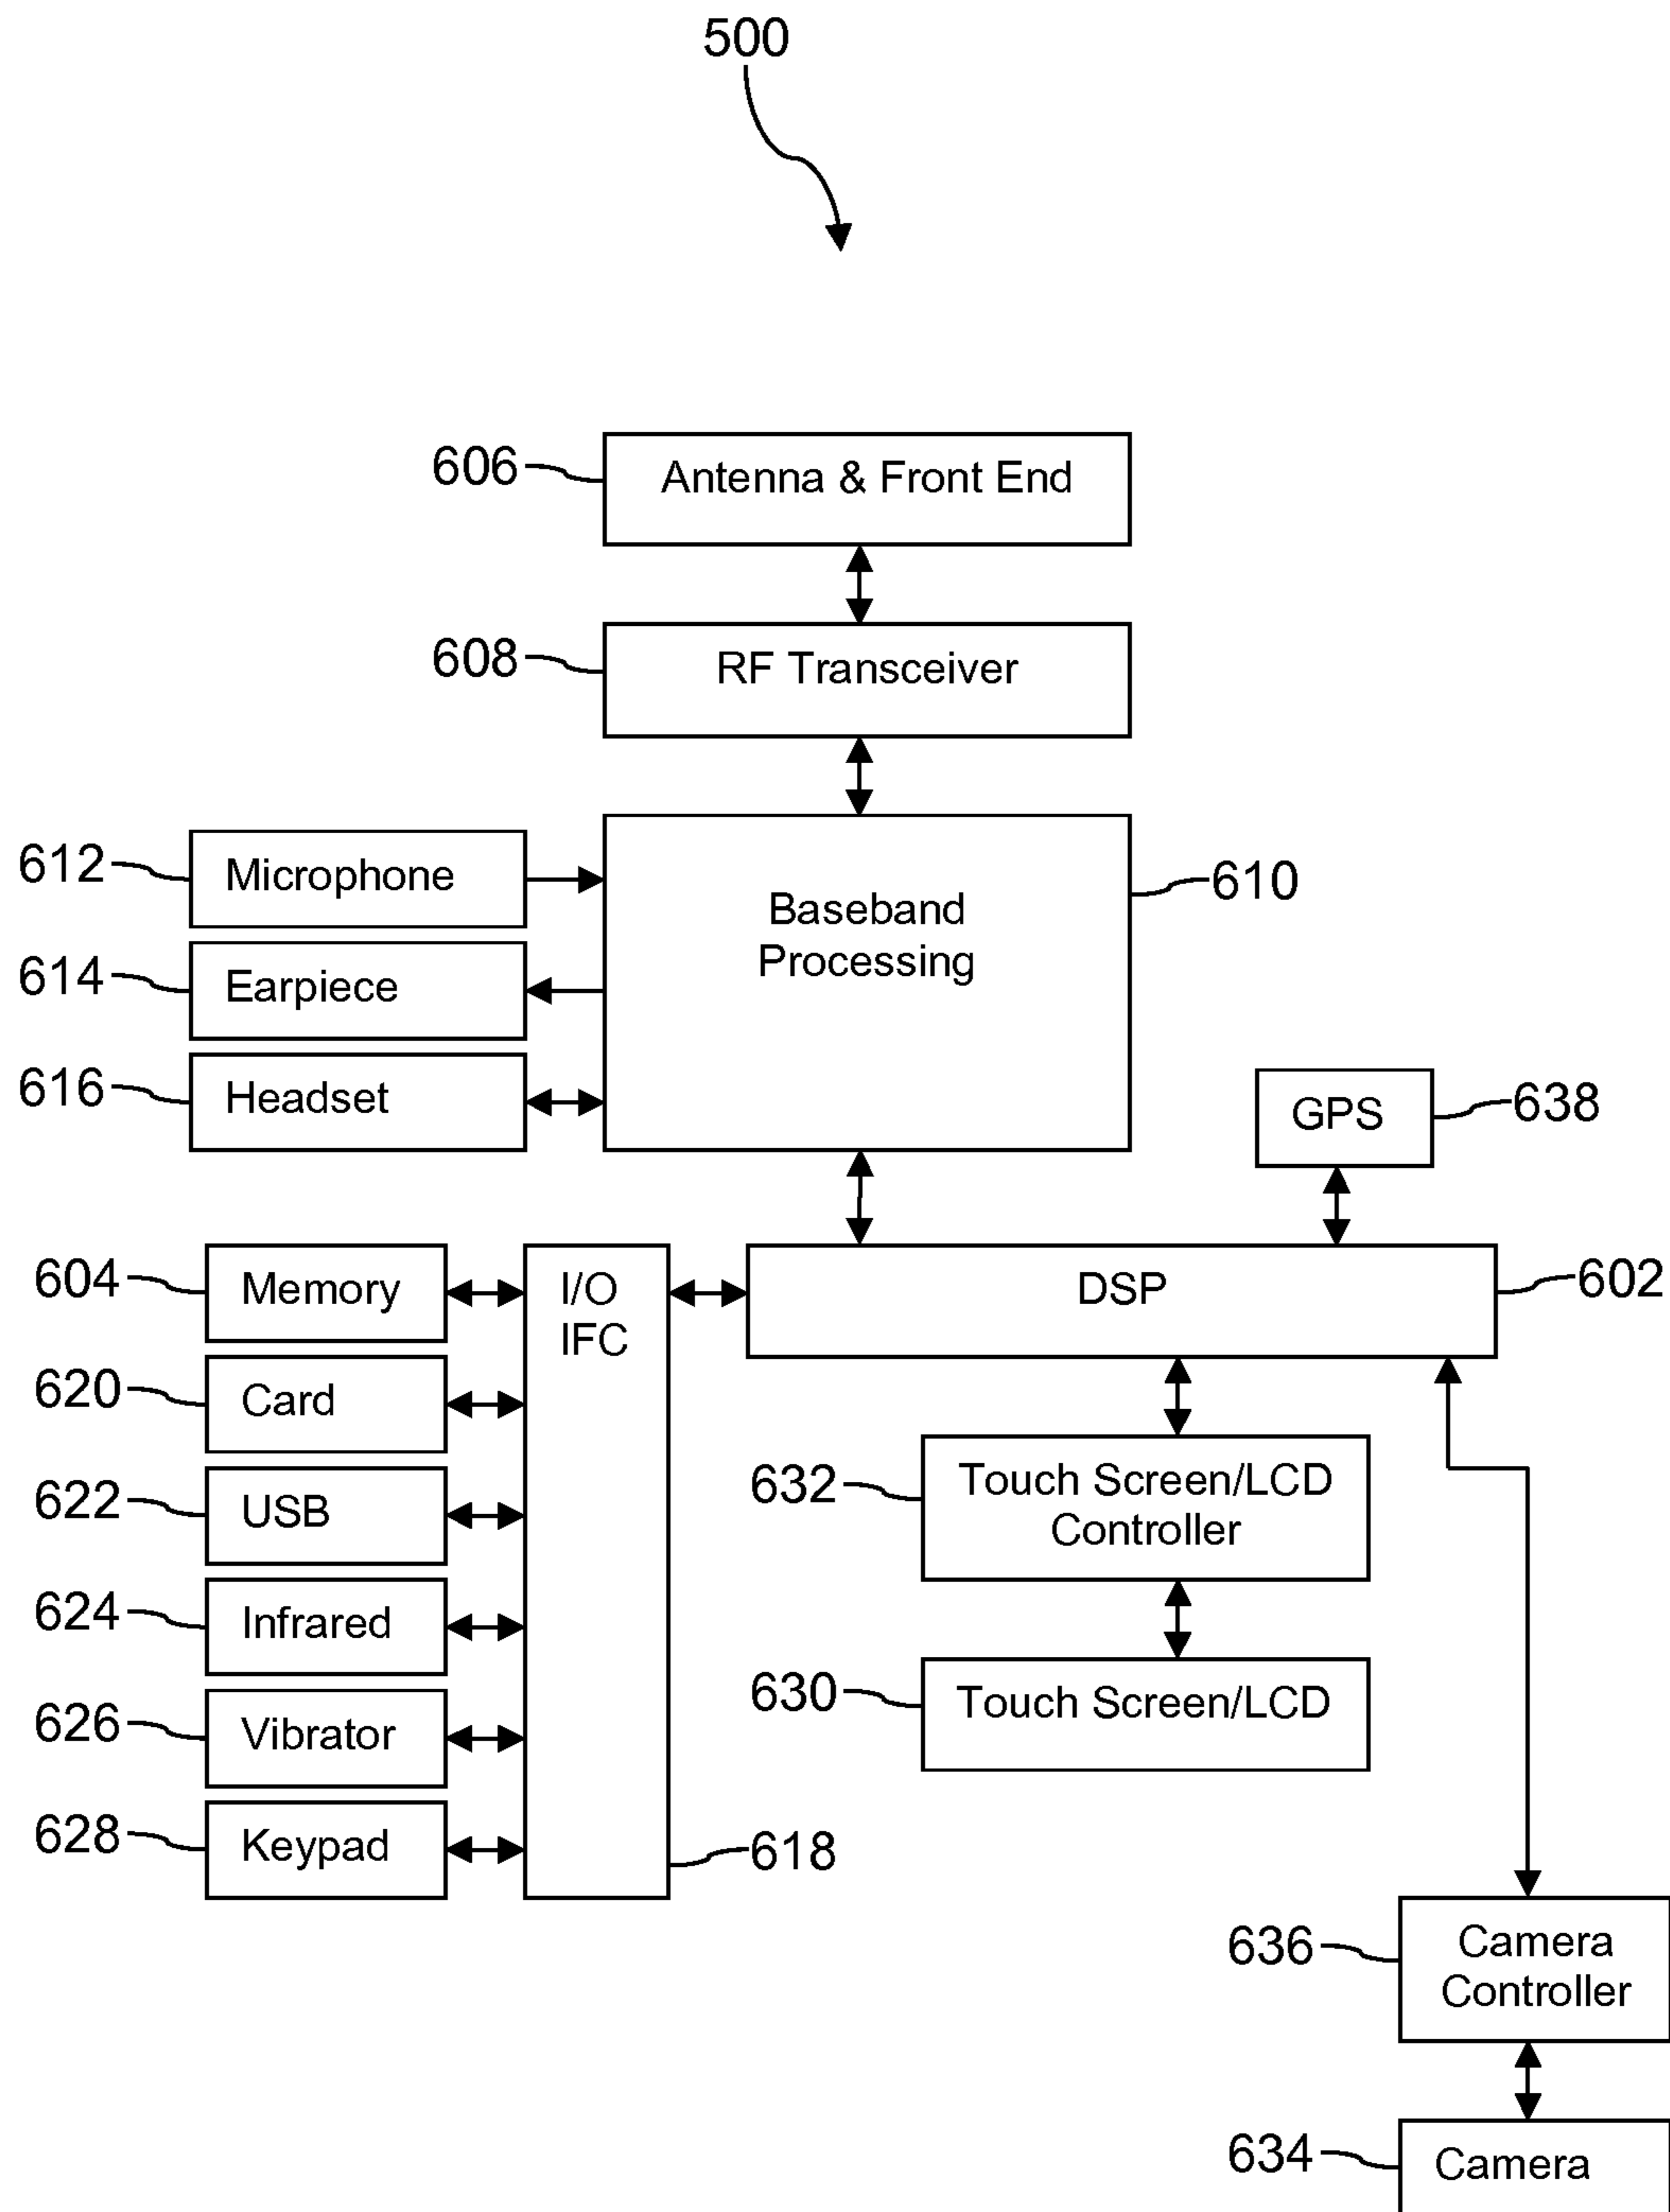 500
606
Antenna & Front End
608
RF Transceiver
612
Microphone
Baseband
Processing
610
614
Earpiece
616
Headset
GPS
638
604
Memory
I/O
IFC
DSP
602
620
Card
622
USB
632
Touch Screen/LCD
Controller
624
Infrared
630
Touch Screen/LCD
626
Vibrator
628
Keypad
618
636
Camera
Controller
634
Camera